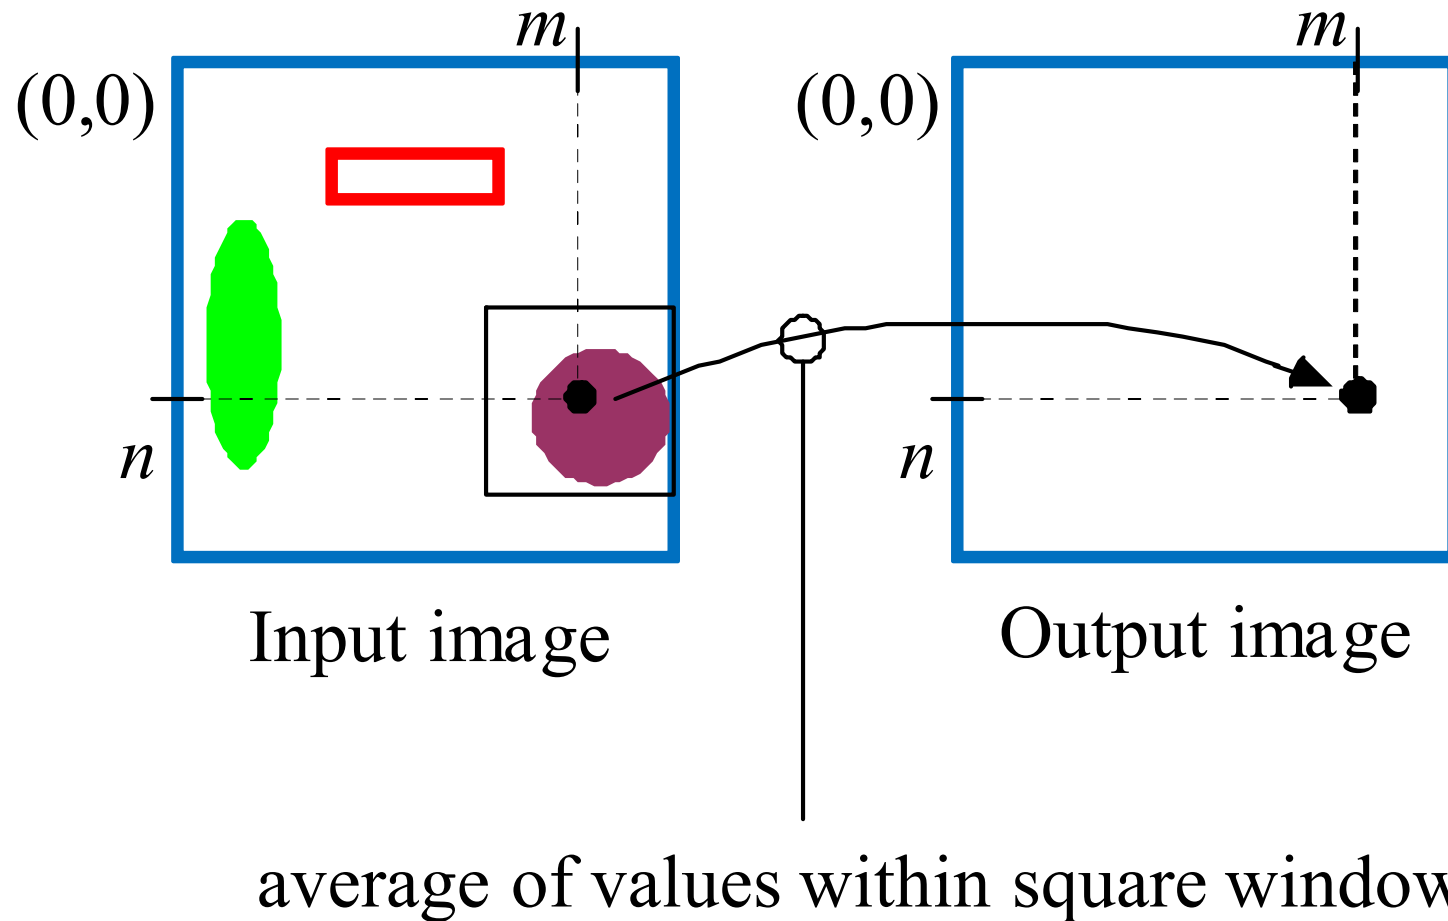 m m
(0,0) (0,0)
n n
Input image Output image
average of values within square window